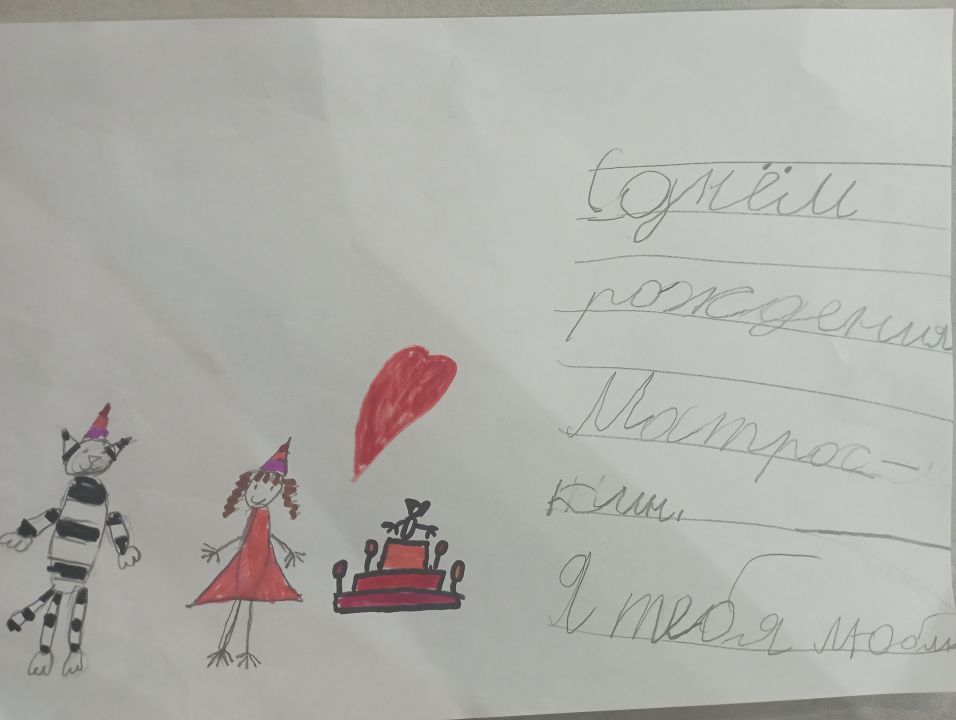 С днём
рождения
Матрос-
кин.
Я тебя любл